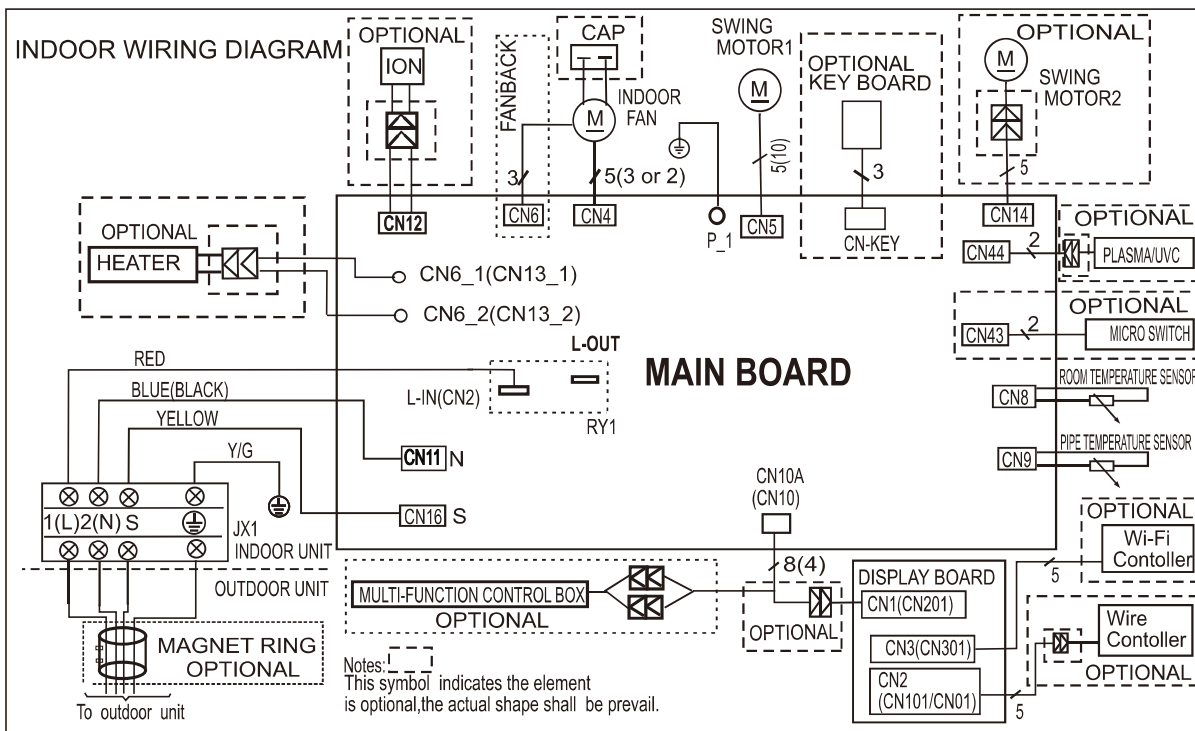 INDOOR WIRING DIAGRAM
OPTIONAL
ION
CN12
FANBACK
3
CN6
CAP
M
INDOOR
FAN
5(3 or 2)
CN4
P_1
SWING
MOTOR1
M
5(10)
CN5
OPTIONAL
KEY BOARD
3
CN-KEY
OPTIONAL
M
SWING
MOTOR2
5
CN14
OPTIONAL
CN44
2
PLASMA/UVC
OPTIONAL
CN43
2
MICRO SWITCH
ROOM TEMPERATURE SENSOR
CN8
PIPE TEMPERATURE SENSOR
CN9
OPTIONAL
HEATER
CN6_1(CN13_1)
CN6_2(CN13_2)
L-OUT
L-IN(CN2)
RY1
MAIN BOARD
RED
BLUE(BLACK)
YELLOW
Y/G
CN11 N
CN16 S
1(L)2(N) S
JX1
INDOOR UNIT
OUTDOOR UNIT
MAGNET RING
OPTIONAL
To outdoor unit
CN10A
(CN10)
8(4)
MULTI-FUNCTION CONTROL BOX
OPTIONAL
OPTIONAL
DISPLAY BOARD
CN1(CN201)
CN3(CN301)
CN2
(CN101/CN01)
5
OPTIONAL
Wi-Fi
Contoller
5
Wire
Contoller
OPTIONAL
Notes:
This symbol indicates the element
is optional,the actual shape shall be prevail.